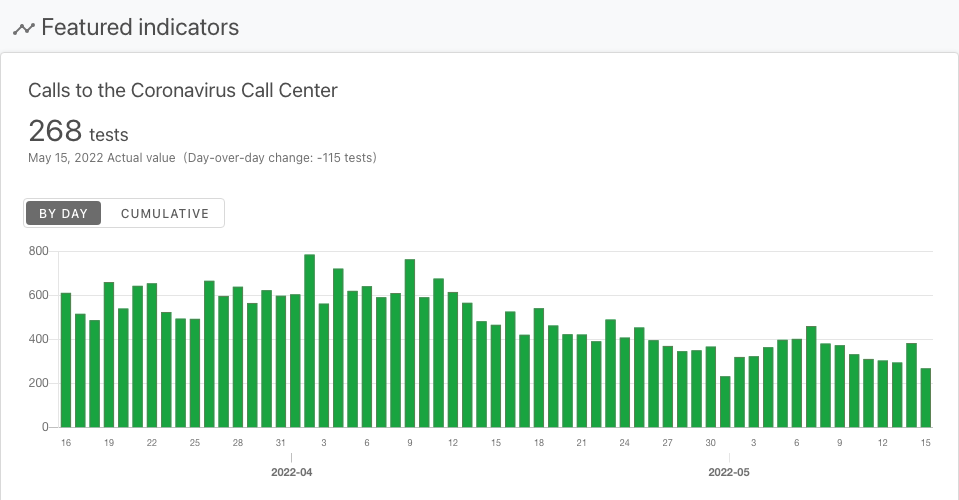 Featured indicators
Calls to the Coronavirus Call Center
268 tests
May 15, 2022 Actual value (Day-over-day change: -115 tests)
BY DAY CUMULATIVE
800
600
400
200
0
16 19 22 25 28 31 3 6 9 12 15 18 21 24 27 30 3 6 9 12 15
2022-04 2022-05